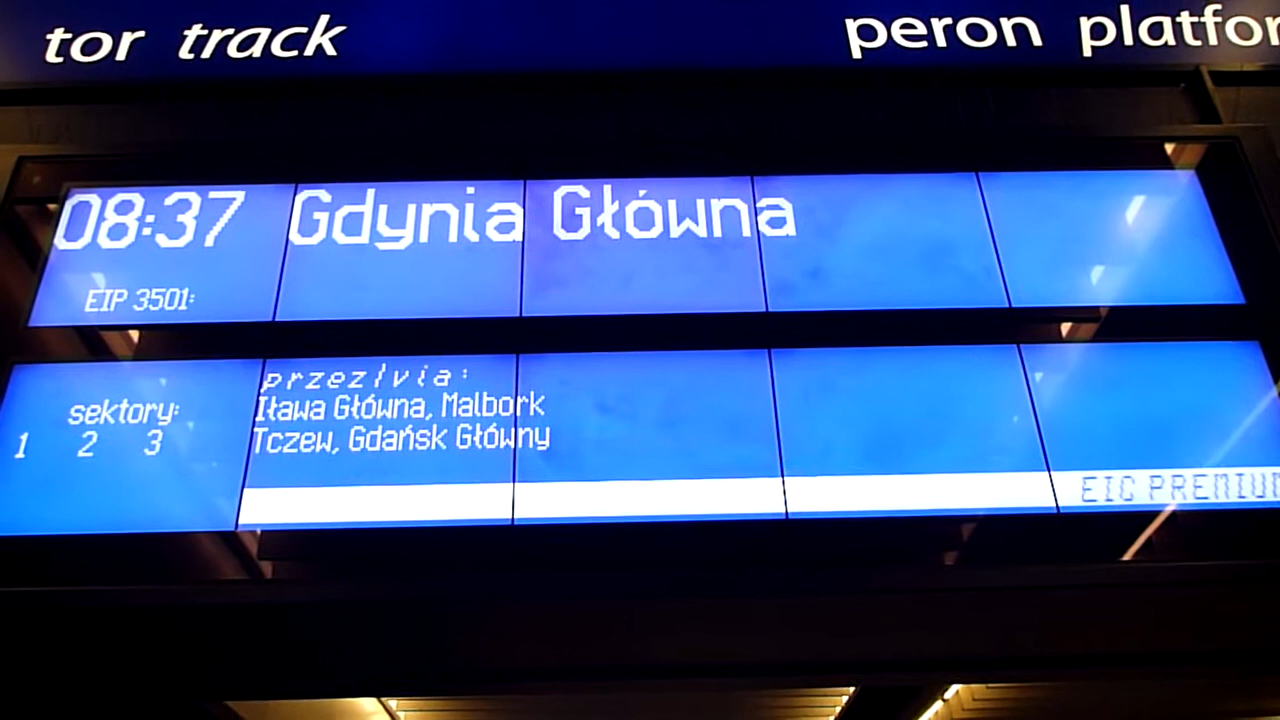 tor track peron platfor
08:37 Gdynia Główna
EIP 3501:
przez/via:
sektory: Iława Główna, Malbork
1 2 3 Tczew, Gdańsk Główny
EIC PREMIUM